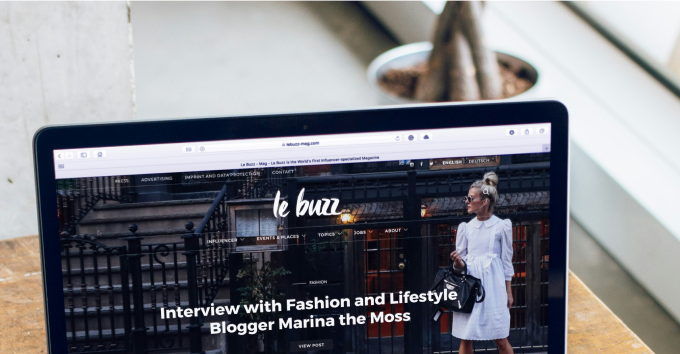 lebuzz-mag.com
Le Buzz – Mag – Le Buzz is the World's first influencer-specialized Magazine
PRESS ADVERTISING IMPRINT AND DATA PROTECTION CONTACT ENGLISH DEUTSCH
le buzz
INFLUENCER EVENTS & PLACES TOPICS JOBS ABOUT
FASHION
Interview with Fashion and Lifestyle
Blogger Marina the Moss
VIEW POST